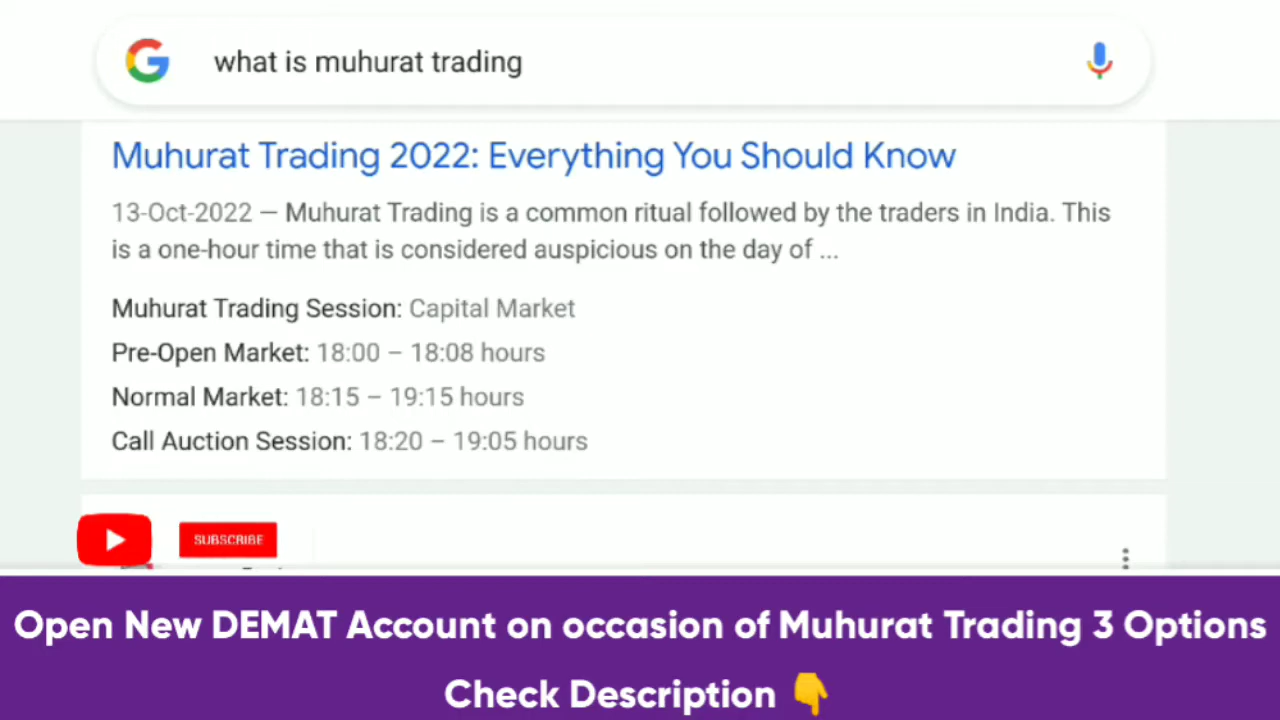 what is muhurat trading
Muhurat Trading 2022: Everything You Should Know
13-Oct-2022 — Muhurat Trading is a common ritual followed by the traders in India. This
is a one-hour time that is considered auspicious on the day of ...
Muhurat Trading Session: Capital Market
Pre-Open Market: 18:00 – 18:08 hours
Normal Market: 18:15 – 19:15 hours
Call Auction Session: 18:20 – 19:05 hours
SUBSCRIBE
Open New DEMAT Account on occasion of Muhurat Trading 3 Options
Check Description 👇